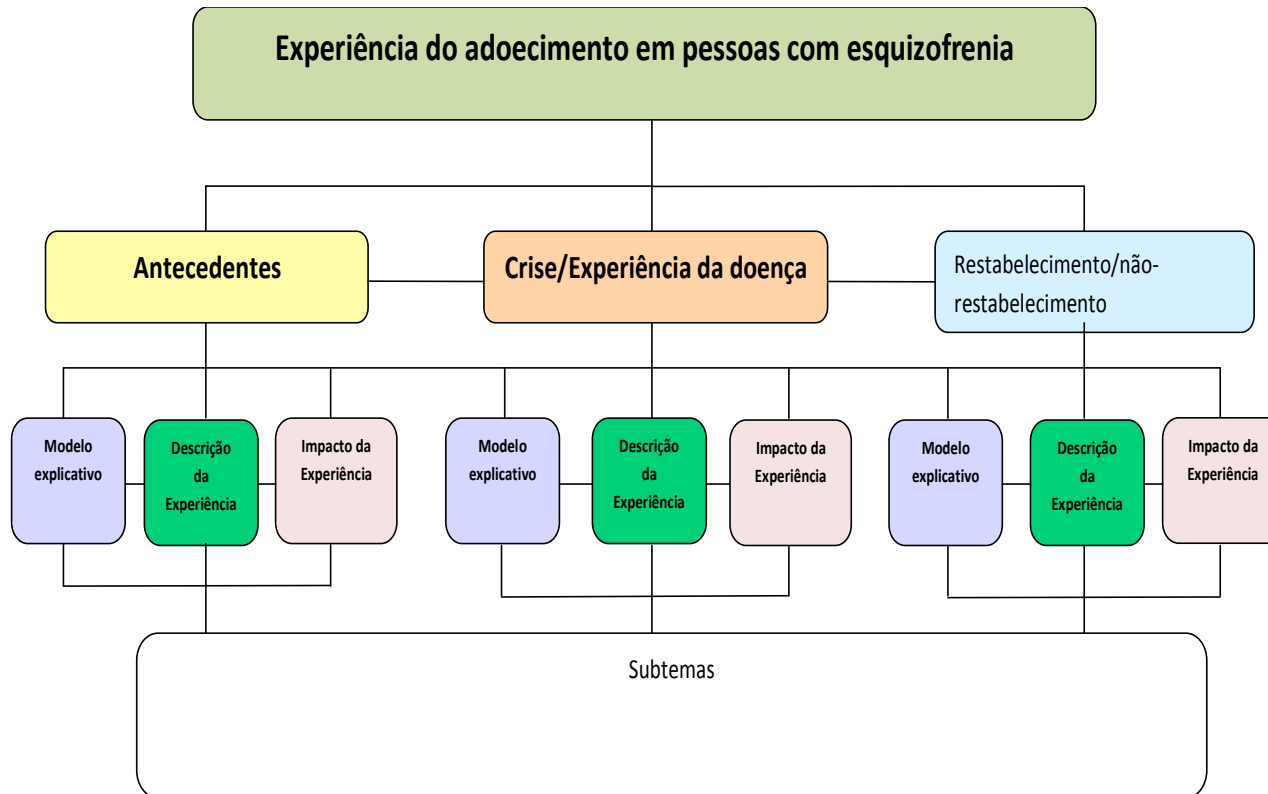 Experiência do adoecimento em pessoas com esquizofrenia
Antecedentes
Crise/Experiência da doença
Restabelecimento/não-
restabelecimento
Modelo
explicativo
Descrição
da
Experiência
Impacto da
Experiência
Modelo
explicativo
Descrição
da
Experiência
Impacto da
Experiência
Modelo
explicativo
Descrição
da
Experiência
Impacto da
Experiência
Subtemas